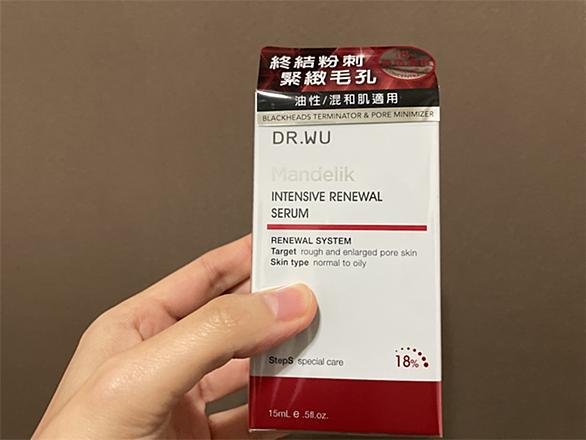 終結粉刺
緊緻毛孔
18%
油性/混和肌適用
BLACKHEADS TERMINATOR & PORE MINIMIZER
DR.WU
Mandelik
INTENSIVE RENEWAL
SERUM
RENEWAL SYSTEM
Target rough and enlarged pore skin
Skin type normal to oily
StepS special care
18%
15mL e .5fl.oz.